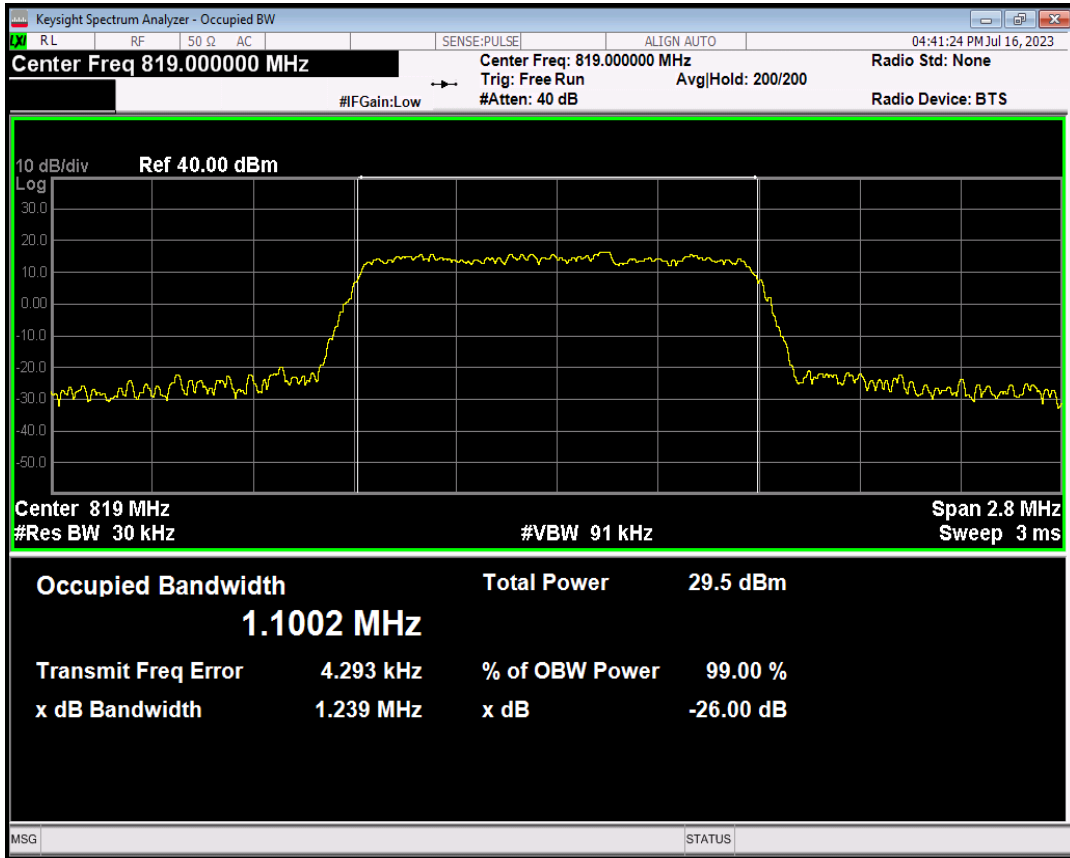 Keysight Spectrum Analyzer - Occupied BW
LXI RL RF 50 Ω AC SENSE:PULSE ALIGN AUTO 04:41:24 PM Jul 16, 2023
Center Freq 819.000000 MHz Center Freq: 819.000000 MHz Radio Std: None
Trig: Free Run Avg|Hold: 200/200
#IFGain:Low #Atten: 40 dB Radio Device: BTS
10 dB/div Ref 40.00 dBm
Log
30.0
20.0
10.0
0.00
-10.0
-20.0
-30.0
-40.0
-50.0
Center 819 MHz Span 2.8 MHz
#Res BW 30 kHz #VBW 91 kHz Sweep 3 ms
Occupied Bandwidth Total Power 29.5 dBm
1.1002 MHz
Transmit Freq Error 4.293 kHz % of OBW Power 99.00 %
x dB Bandwidth 1.239 MHz x dB -26.00 dB
MSG STATUS